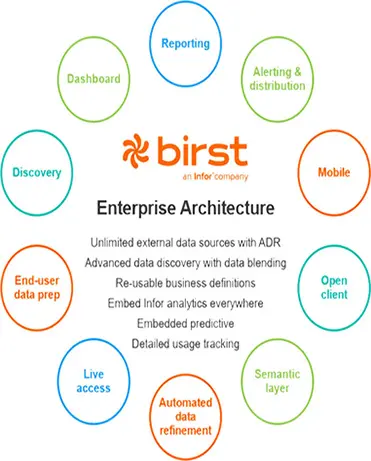 Reporting
Alerting &
distribution
Mobile
Open
client
Semantic
layer
Automated
data
refinement
Live
access
End-user
data prep
Discovery
Dashboard
birst
an Infor company
Enterprise Architecture
Unlimited external data sources with ADR
Advanced data discovery with data blending
Re-usable business definitions
Embed Infor analytics everywhere
Embedded predictive
Detailed usage tracking